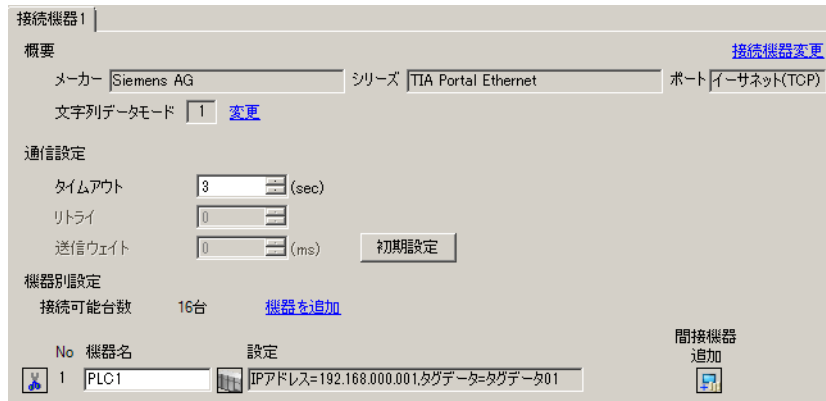 接続機器1
概要 接続機器変更
メーカー Siemens AG シリーズ TIA Portal Ethernet ポート イーサネット(TCP)
文字列データモード 1 変更
通信設定
タイムアウト 3 (sec)
リトライ 0
送信ウェイト 0 (ms) 初期設定
機器別設定
接続可能台数 16台 機器を追加
間接機器
No 機器名 設定 追加
1 PLC1 IPアドレス=192.168.000.001,タグデータ=タグデータ01